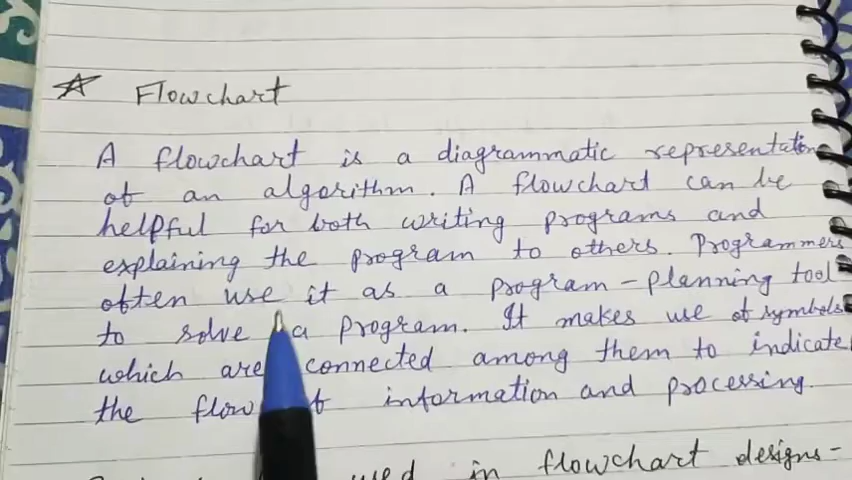 Flowchart
A flowchart is a diagrammatic representation
of an algorithm. A flowchart can be
helpful for both writing programs and
explaining the program to others. Programmers
often use it as a program-planning tool
to solve a program. It makes use of symbols
which are connected among them to indicate
the flow of information and processing.
used in flowchart designs-